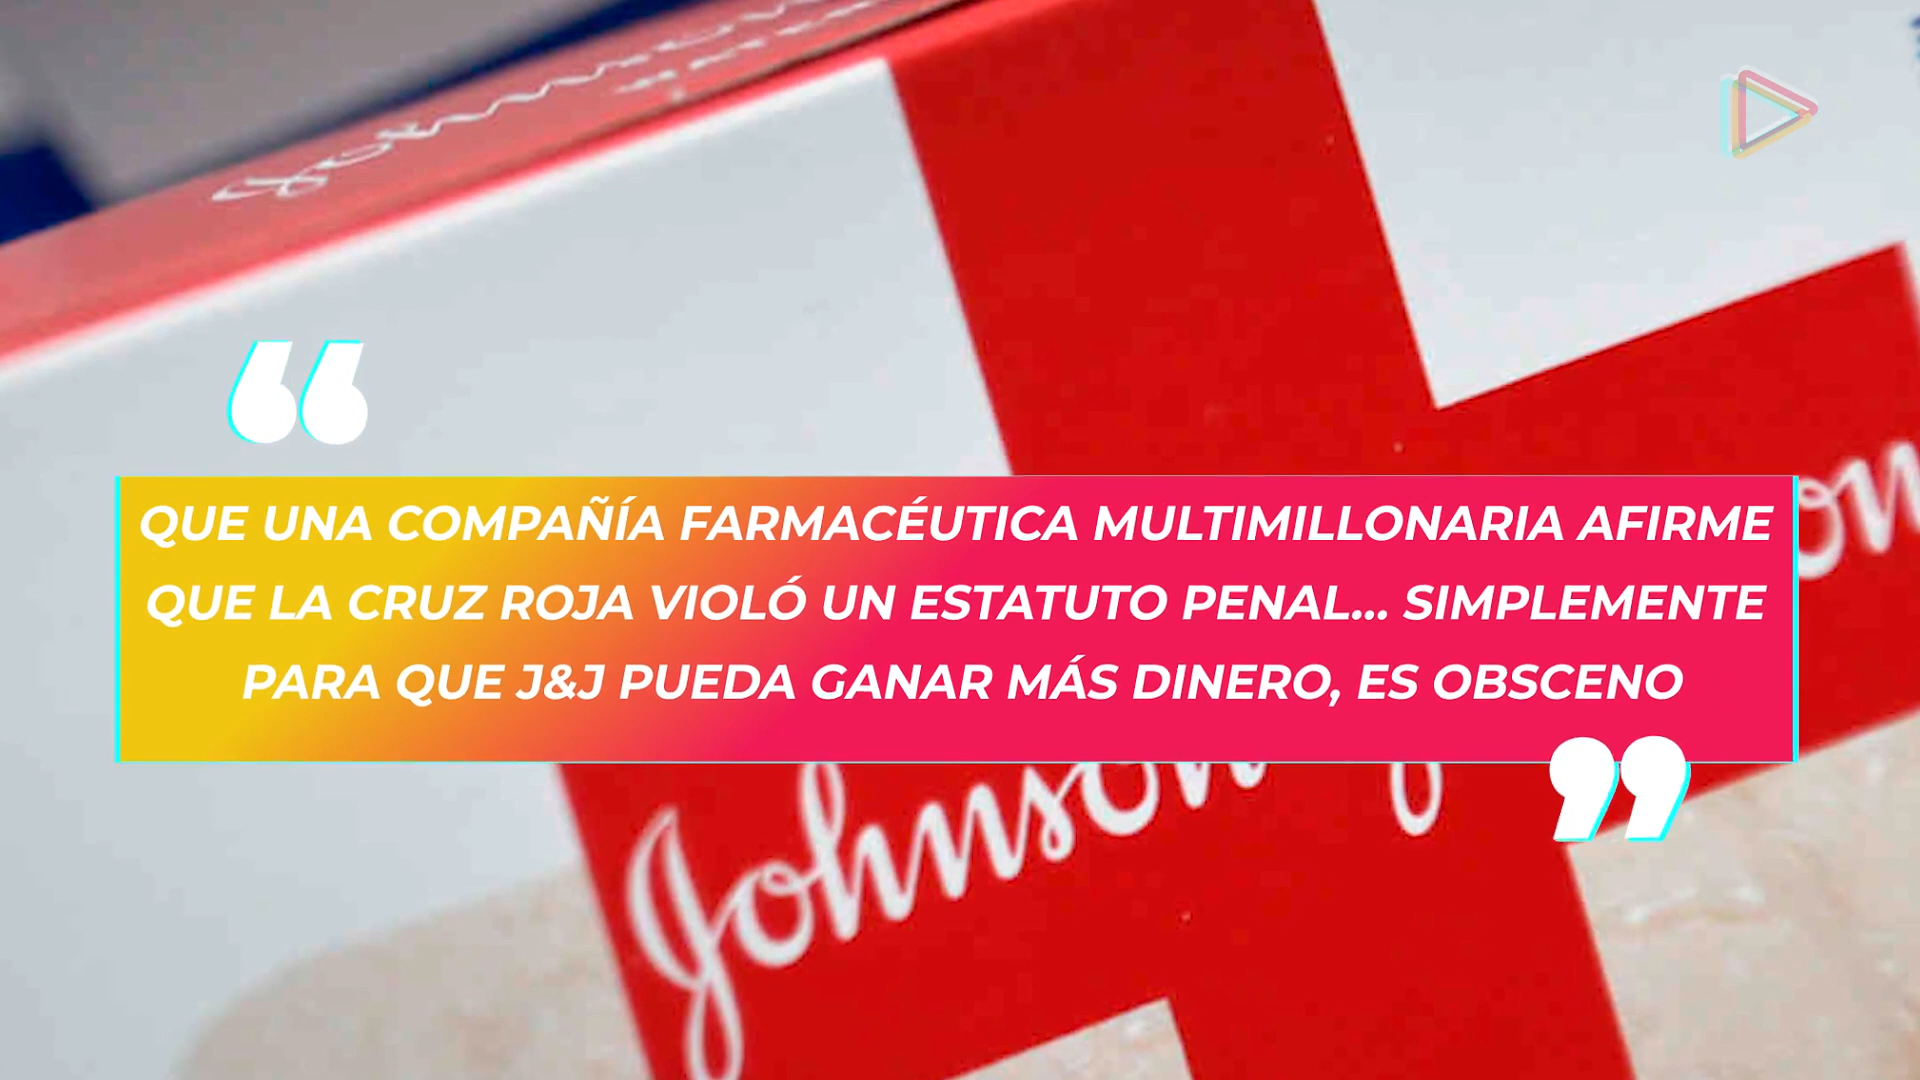 Johnson
QUE UNA COMPAÑÍA FARMACÉUTICA MULTIMILLONARIA AFIRME
QUE LA CRUZ ROJA VIOLÓ UN ESTATUTO PENAL... SIMPLEMENTE
PARA QUE J&J PUEDA GANAR MÁS DINERO, ES OBSCENO
Johnson